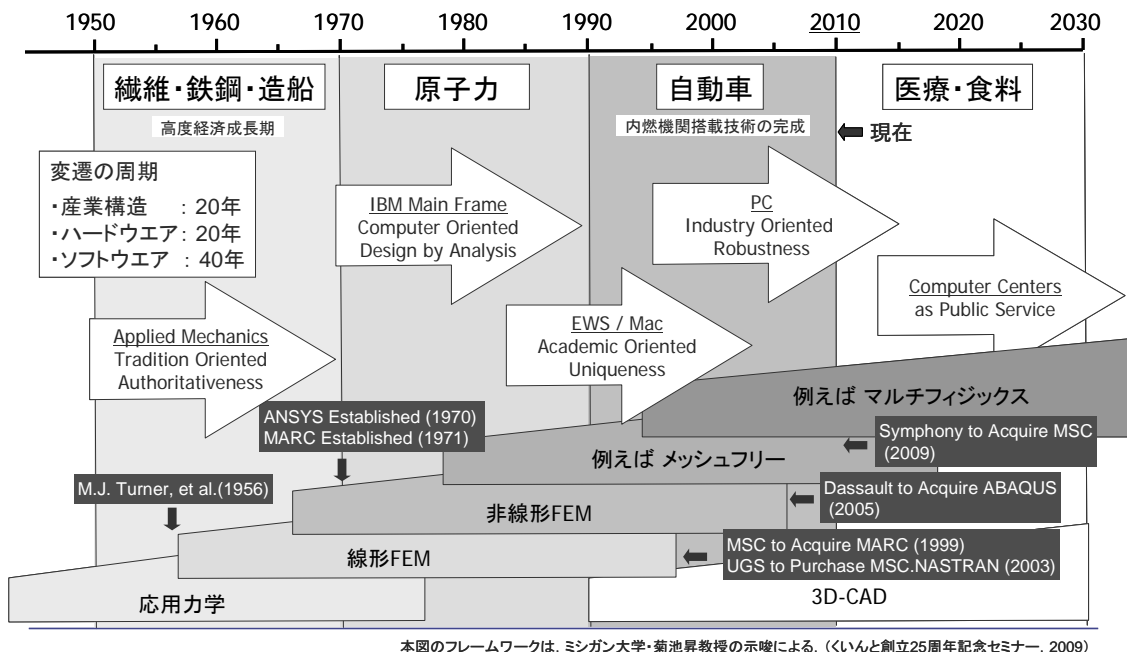 1950 1960 1970 1980 1990 2000 2010 2020 2030
繊維・鉄鋼・造船
原子力
自動車
医療・食料
高度経済成長期
内燃機関搭載技術の完成
現在
変遷の周期
・産業構造 : 20年
・ハードウエア: 20年
・ソフトウエア : 40年
IBM Main Frame
Computer Oriented
Design by Analysis
PC
Industry Oriented
Robustness
Computer Centers
as Public Service
Applied Mechanics
Tradition Oriented
Authoritativeness
EWS / Mac
Academic Oriented
Uniqueness
例えば マルチフィジックス
ANSYS Established (1970)
MARC Established (1971)
Symphony to Acquire MSC
(2009)
例えば メッシュフリー
M.J. Turner, et al.(1956)
Dassault to Acquire ABAQUS
(2005)
非線形FEM
MSC to Acquire MARC (1999)
UGS to Purchase MSC.NASTRAN (2003)
線形FEM
3D-CAD
応用力学
本図のフレームワークは, ミシガン大学・菊池昇教授の示唆による. (くいんと創立25周年記念セミナー, 2009)